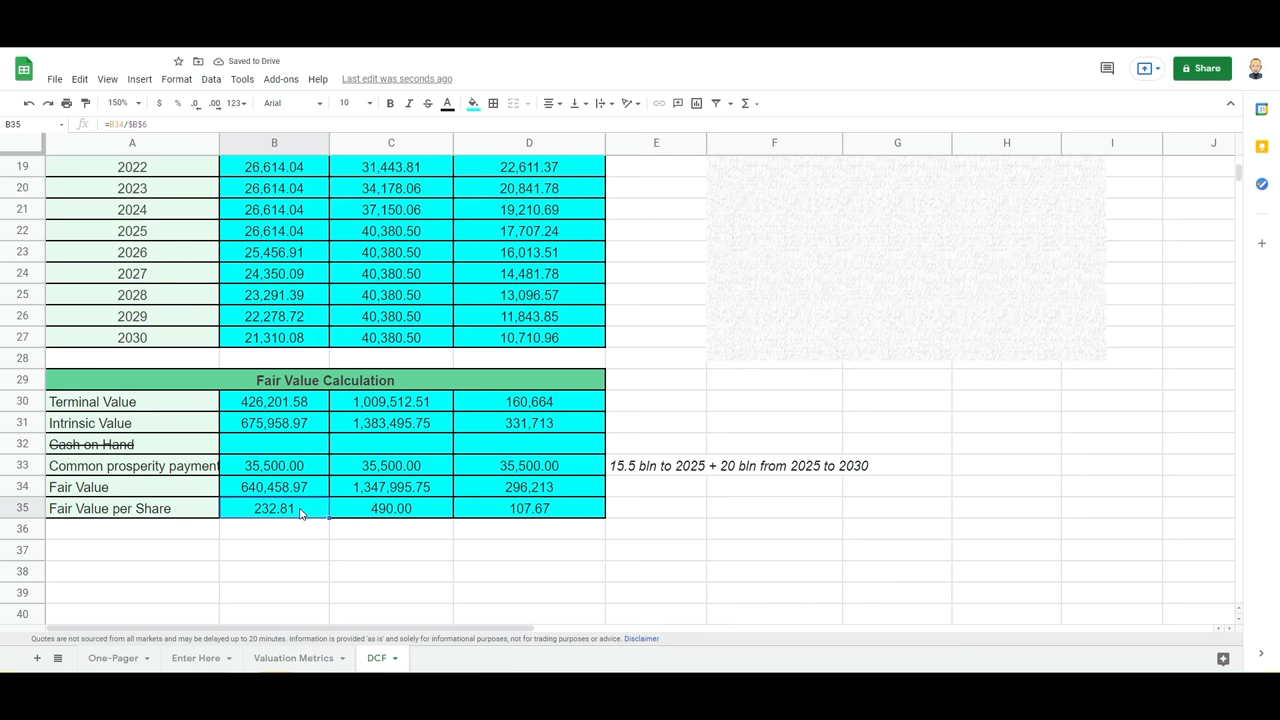 Saved to Drive
File Edit View Insert Format Data Tools Add-ons Help Last edit was seconds ago
Share
150% $ % .0 .00 123 Arial 10 B I S A
B35 fx =B34/$B$6
A B C D E F G H I J
19 2022 26,614.04 31,443.81 22,611.37
20 2023 26,614.04 34,178.06 20,841.78
21 2024 26,614.04 37,150.06 19,210.69
22 2025 26,614.04 40,380.50 17,707.24
23 2026 25,456.91 40,380.50 16,013.51
24 2027 24,350.09 40,380.50 14,481.78
25 2028 23,291.39 40,380.50 13,096.57
26 2029 22,278.72 40,380.50 11,843.85
27 2030 21,310.08 40,380.50 10,710.96
28
29 Fair Value Calculation
30 Terminal Value 426,201.58 1,009,512.51 160,664
31 Intrinsic Value 675,958.97 1,383,495.75 331,713
32 Cash on Hand
33 Common prosperity payment 35,500.00 35,500.00 35,500.00 15.5 bln to 2025 + 20 bln from 2025 to 2030
34 Fair Value 640,458.97 1,347,995.75 296,213
35 Fair Value per Share 232.81 490.00 107.67
36
37
38
39
40
Quotes are not sourced from all markets and may be delayed up to 20 minutes. Information is provided 'as is' and solely for informational purposes, not for trading purposes or advice. Disclaimer
One-Pager Enter Here Valuation Metrics DCF